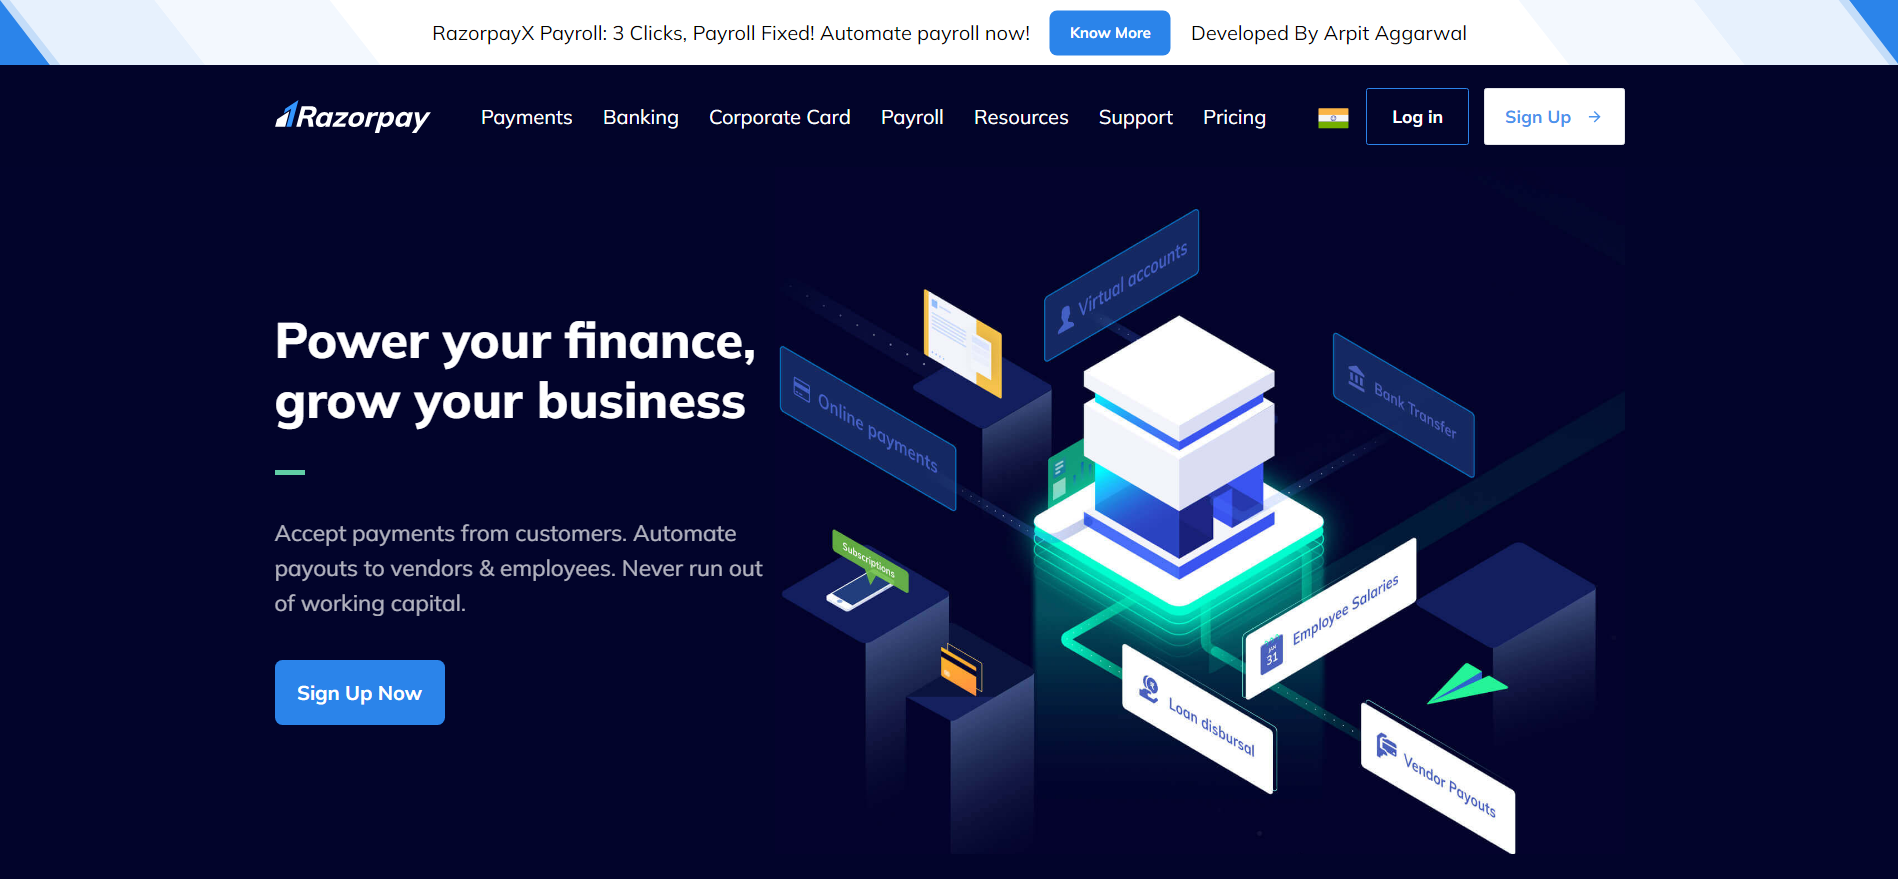 RazorpayX Payroll: 3 Clicks, Payroll Fixed! Automate payroll now!
Know More
Developed By Arpit Aggarwal
Razorpay
Payments
Banking
Corporate Card
Payroll
Resources
Support
Pricing
Log in
Sign Up
Power your finance,
grow your business
Accept payments from customers. Automate
payouts to vendors & employees. Never run out
of working capital.
Sign Up Now
Virtual accounts
Online payments
Bank Transfer
Subscriptions
JAN
31
Employee Salaries
Loan disbursal
Vendor Payouts